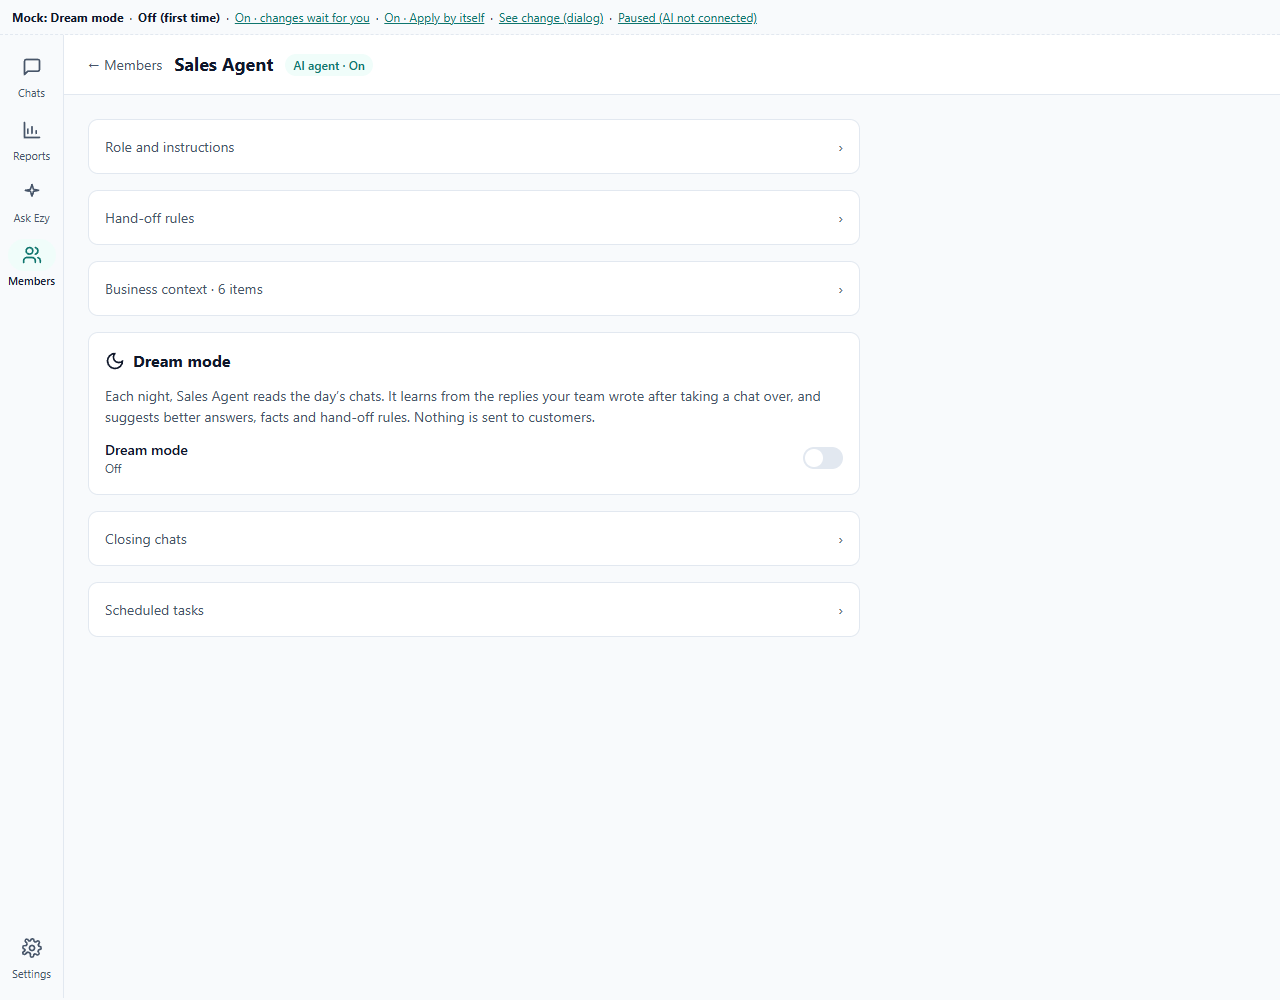 Mock: Dream mode · Off (first time) · On · changes wait for you · On · Apply by itself · See change (dialog) · Paused (AI not connected)
← Members Sales Agent AI agent · On
Chats
Reports
Ask Ezy
Members
Settings
Role and instructions ›
Hand-off rules ›
Business context · 6 items ›
Dream mode
Each night, Sales Agent reads the day’s chats. It learns from the replies your team wrote after taking a chat over, and
suggests better answers, facts and hand-off rules. Nothing is sent to customers.
Dream mode
Off
Closing chats ›
Scheduled tasks ›